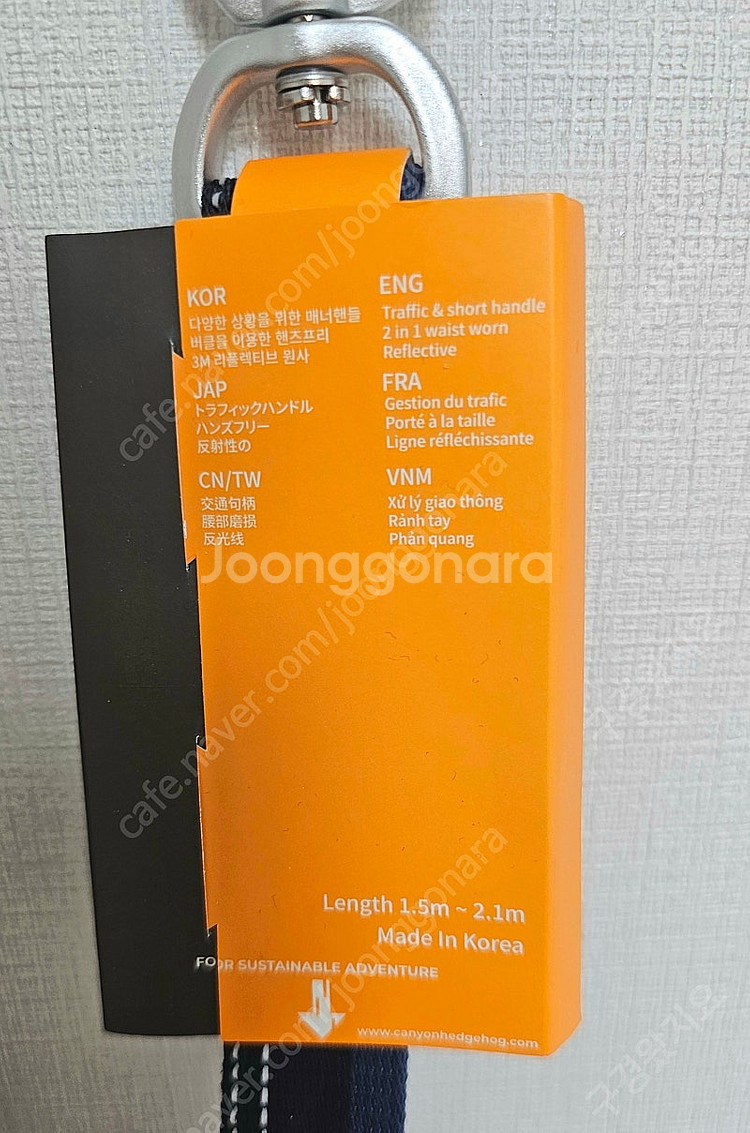 KOR
다양한 상황을 위한 매너핸들
버클을 이용한 핸즈프리
3M 리플렉티브 원사
ENG
Traffic & short handle
2 in 1 waist worn
Reflective
JAP
トラフィックハンドル
ハンズフリー
反射性の
FRA
Gestion du trafic
Porté à la taille
Ligne réfléchissante
CN/TW
交通句柄
腰部磨损
反光线
VNM
Xử lý giao thông
Rảnh tay
Phản quang
Joonggonara
Length 1.5m ~ 2.1m
Made In Korea
FOOR SUSTAINABLE ADVENTURE
www.canyonhedgehog.com
cafe.naver.com/joonggonara
cafe.naver.com/joonggonara